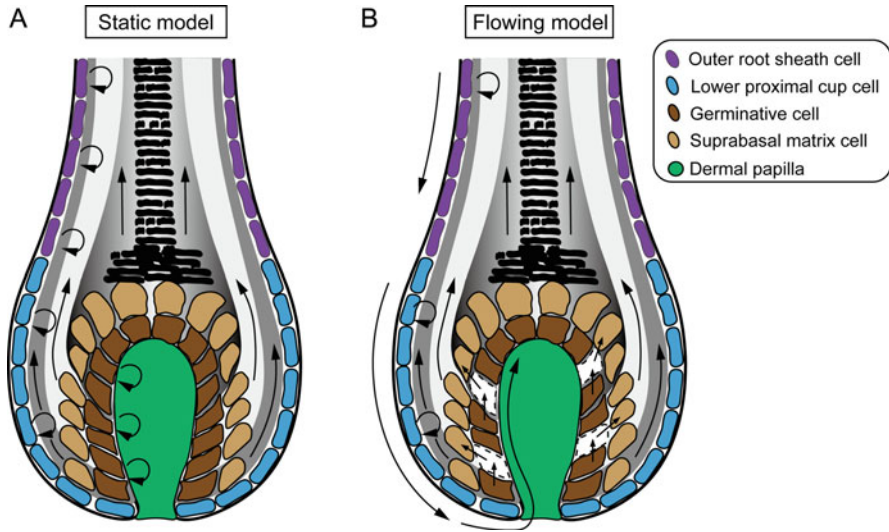 A
Static model
B
Flowing model
Outer root sheath cell
Lower proximal cup cell
Germinative cell
Suprabasal matrix cell
Dermal papilla